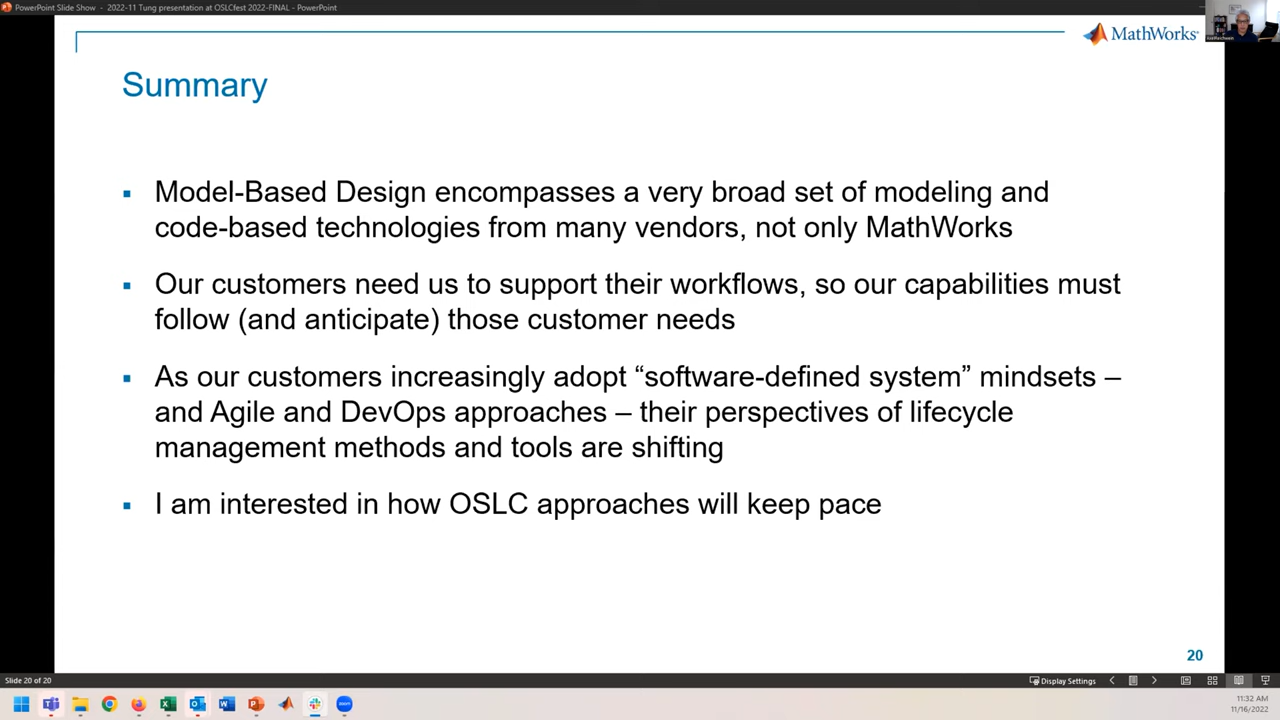 PowerPoint Slide Show - 2022-11 Tung presentation at OSLCfest 2022-FINAL - PowerPoint
MathWorks
Summary
▪ Model-Based Design encompasses a very broad set of modeling and
code-based technologies from many vendors, not only MathWorks
▪ Our customers need us to support their workflows, so our capabilities must
follow (and anticipate) those customer needs
▪ As our customers increasingly adopt “software-defined system” mindsets –
and Agile and DevOps approaches – their perspectives of lifecycle
management methods and tools are shifting
▪ I am interested in how OSLC approaches will keep pace
20
Slide 20 of 20
Display Settings
11:32 AM
11/16/2022